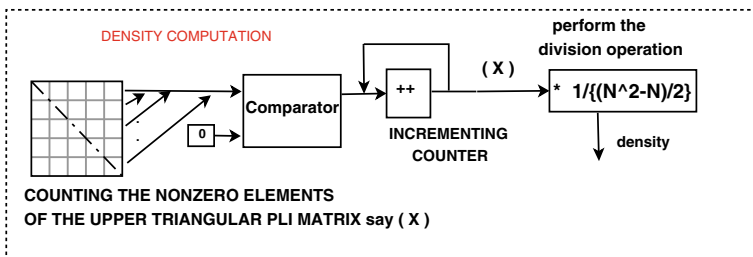 DENSITY COMPUTATION
perform the
division operation
( X )
Comparator
++
* 1/{(N^2-N)/2}
0
INCREMENTING
COUNTER
density
COUNTING THE NONZERO ELEMENTS
OF THE UPPER TRIANGULAR PLI MATRIX say ( X )